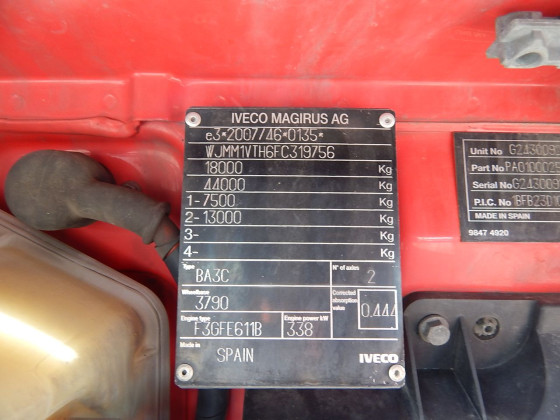 IVECO MAGIRUS AG
e3*2007/46*0135*
WJMM1VTH6FC319756
18000 Kg
44000 Kg
1- 7500 Kg
2- 13000 Kg
3- Kg
4- Kg
Type N° of axles
BA3C 2
Wheelbase Corrected absorption value
3790 0.444
Engine type Engine power kW
F3GFE611B 338
Made in
SPAIN IVECO
Unit No
Part No
Serial No
P.I.C. No
MADE IN SPAIN
9847 4920